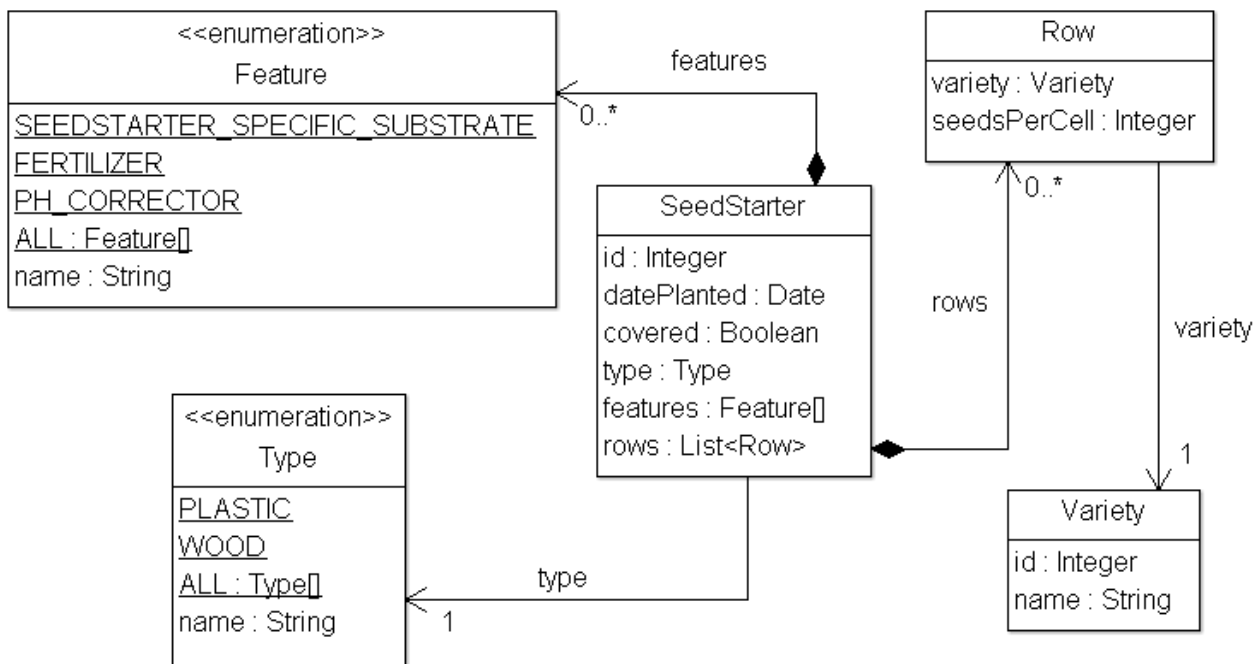 <<enumeration>>
Feature
SEEDSTARTER_SPECIFIC_SUBSTRATE
FERTILIZER
PH_CORRECTOR
ALL : Feature[]
name : String
features
0..*
Row
variety : Variety
seedsPerCell : Integer
0..*
SeedStarter
id : Integer
datePlanted : Date
covered : Boolean
type : Type
features : Feature[]
rows : List<Row>
rows
variety
<<enumeration>>
Type
PLASTIC
WOOD
ALL : Type[]
name : String
type
1
1
Variety
id : Integer
name : String